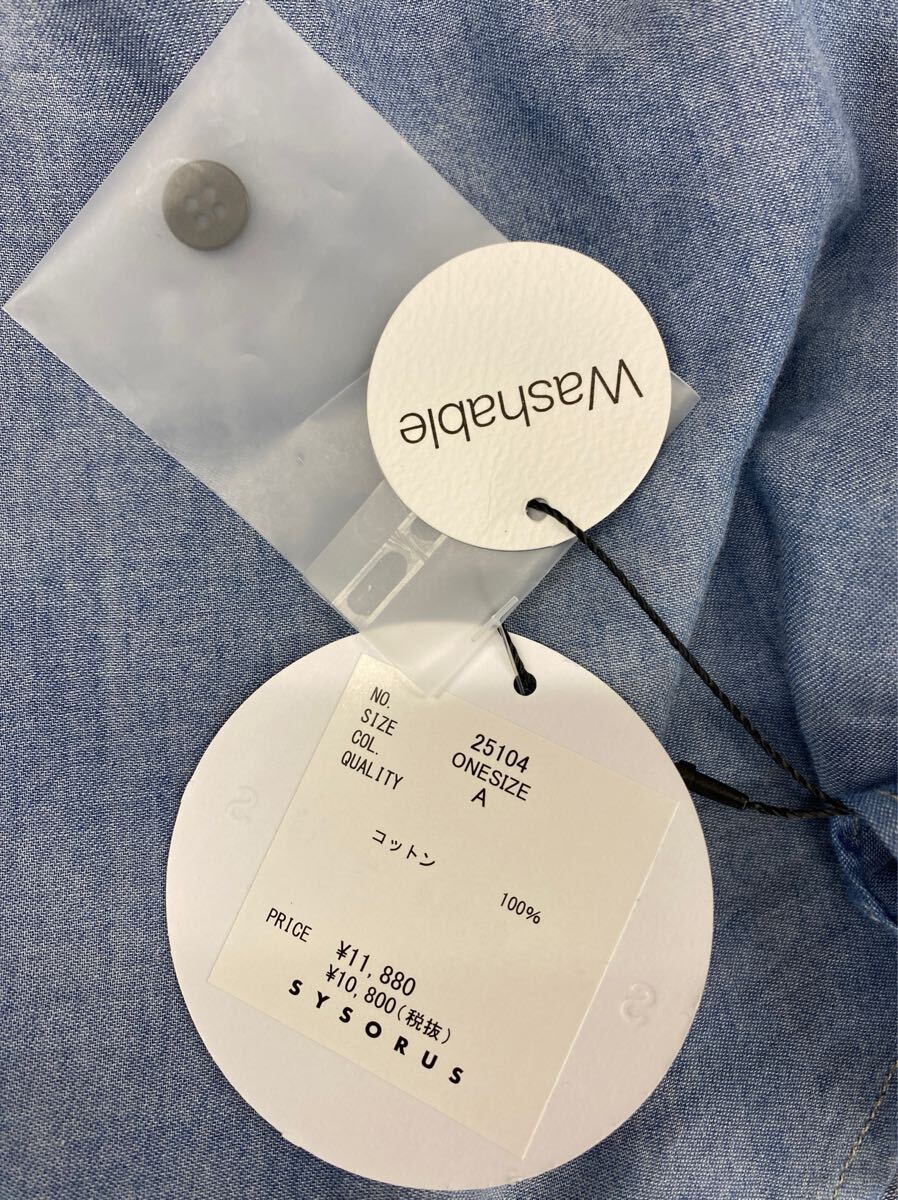 Washable
NO. 25104
SIZE ONESIZE
COL. A
QUALITY
コットン 100%
PRICE ¥11,880
¥10,800(税抜)
SYSORUS
S
S